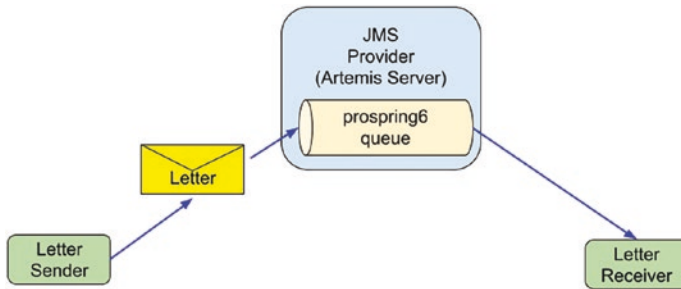 JMS
Provider
(Artemis Server)
prospring6
queue
Letter
Letter
Sender
Letter
Receiver